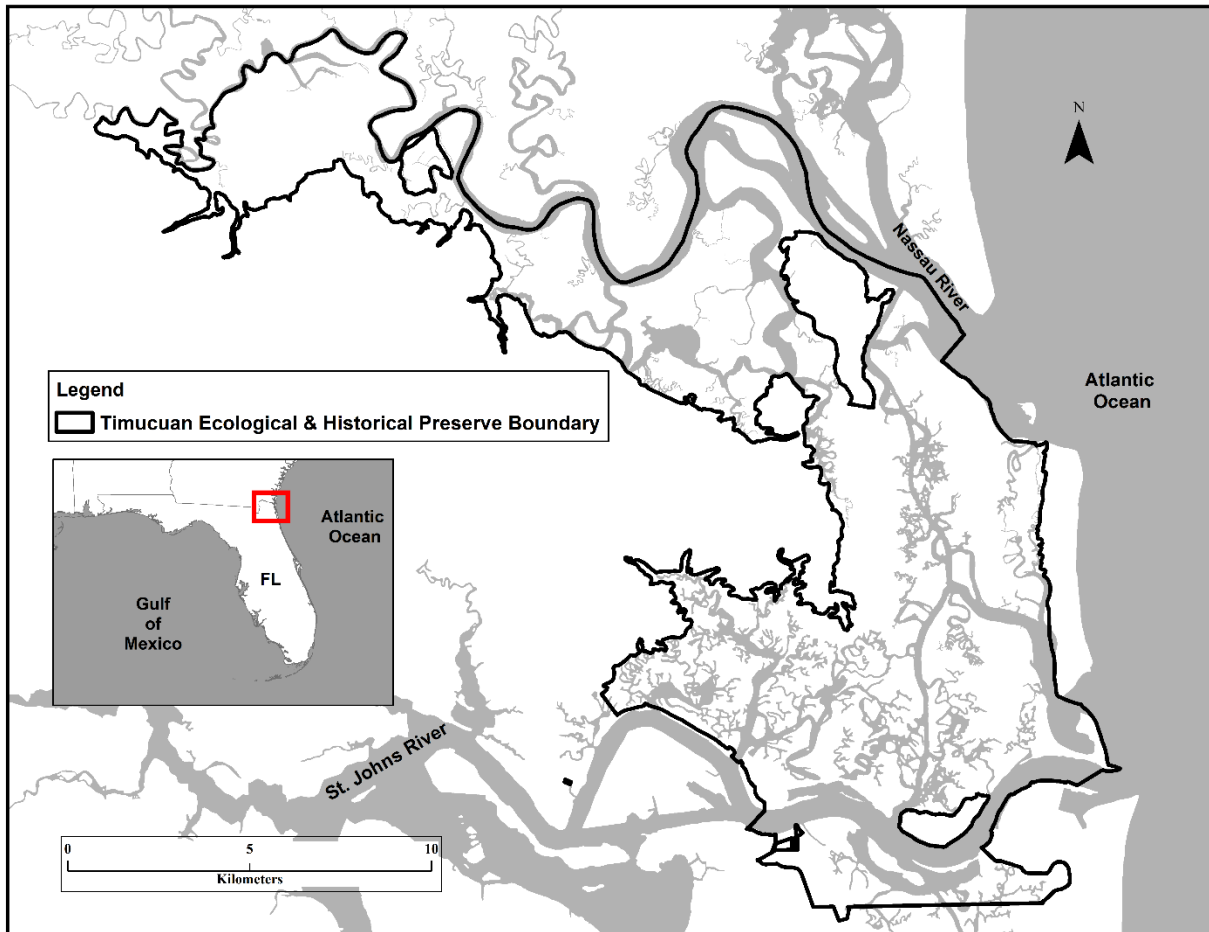 N
Nassau River
Atlantic
Ocean
Legend
Timucuan Ecological & Historical Preserve Boundary
Atlantic
Ocean
FL
Gulf
of
Mexico
St. Johns River
0 5 10
Kilometers